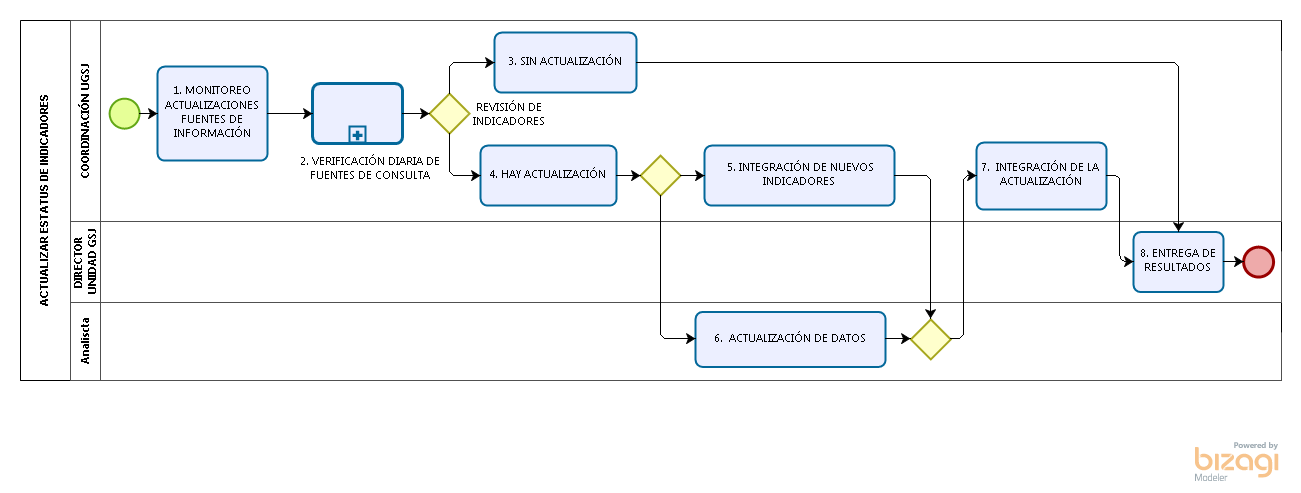 ACTUALIZAR ESTATUS DE INDICADORES
COORDINACIÓN UGSJ
1. MONITOREO
ACTUALIZACIONES
FUENTES DE
INFORMACIÓN
2. VERIFICACIÓN DIARIA DE
FUENTES DE CONSULTA
REVISIÓN DE
INDICADORES
3. SIN ACTUALIZACIÓN
4. HAY ACTUALIZACIÓN
5. INTEGRACIÓN DE NUEVOS
INDICADORES
7. INTEGRACIÓN DE LA
ACTUALIZACIÓN
DIRECTOR
UNIDAD GSJ
8. ENTREGA DE
RESULTADOS
Analiscta
6. ACTUALIZACIÓN DE DATOS
Powered by
bizagi
Modeler